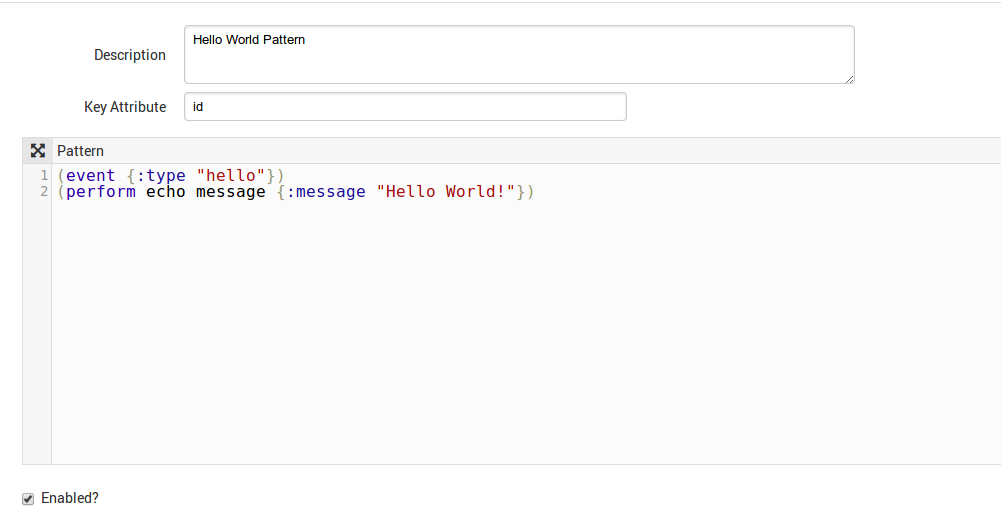 Description
Hello World Pattern
Key Attribute
id
Pattern
1 (event {:type "hello"})
2 (perform echo message {:message "Hello World!"})
Enabled?